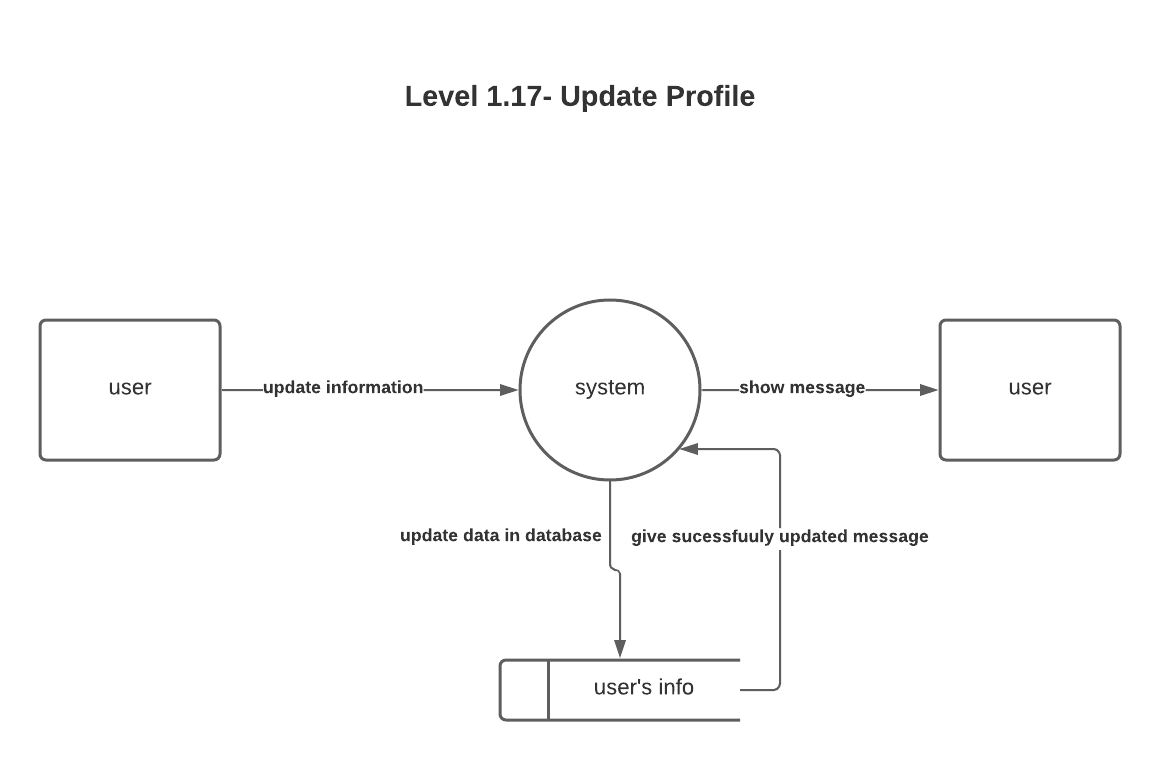 Level 1.17- Update Profile
user
update information
system
show message
user
update data in database
give sucessfuuly updated message
user's info